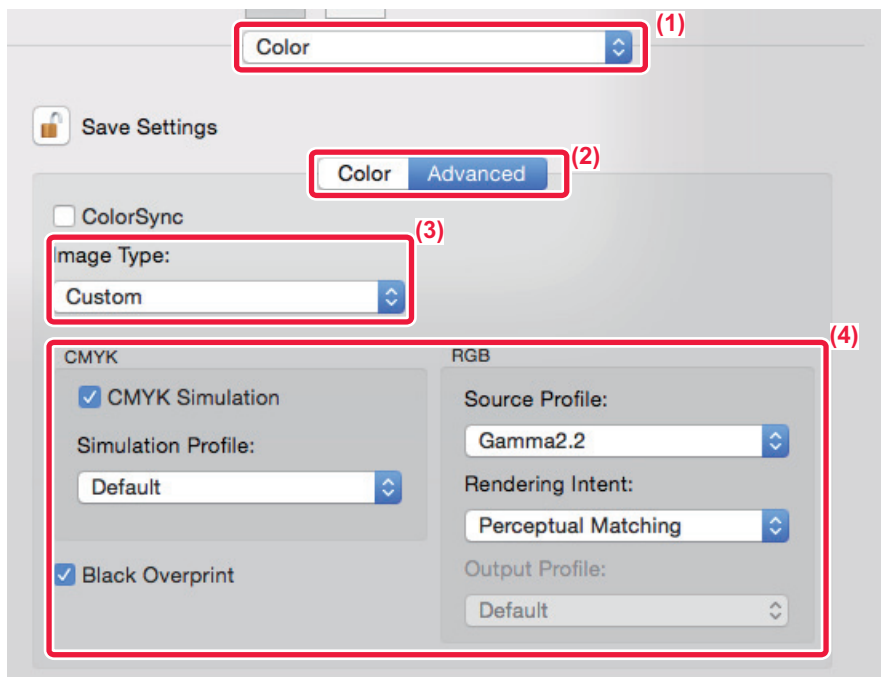 (1)
Color
Save Settings
(2)
Color Advanced
ColorSync
(3)
Image Type:
Custom
(4)
CMYK
CMYK Simulation
Simulation Profile:
Default
Black Overprint
RGB
Source Profile:
Gamma2.2
Rendering Intent:
Perceptual Matching
Output Profile:
Default